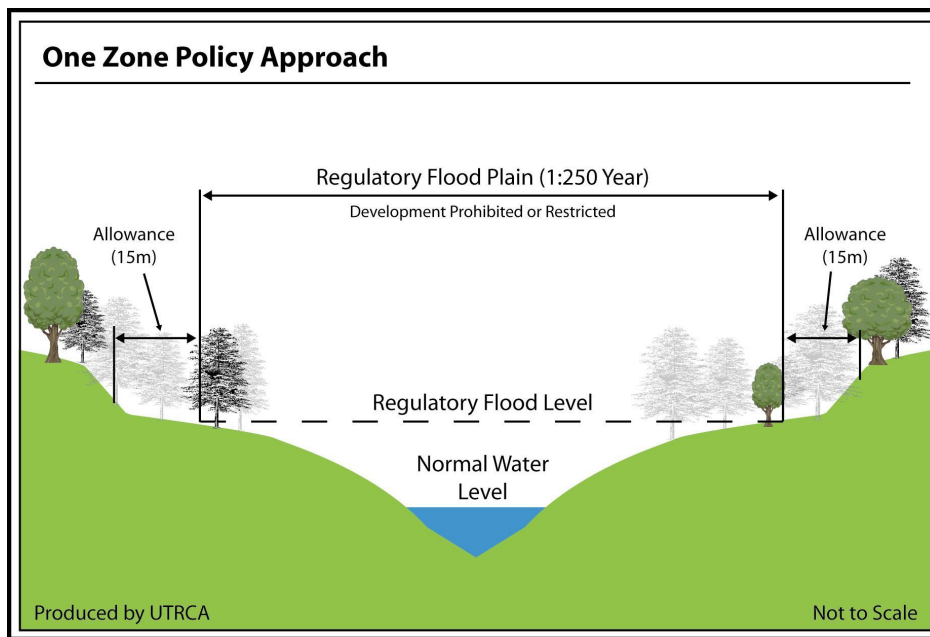 One Zone Policy Approach
Regulatory Flood Plain (1:250 Year)
Development Prohibited or Restricted
Allowance
(15m)
Allowance
(15m)
Regulatory Flood Level
Normal Water
Level
Produced by UTRCA
Not to Scale